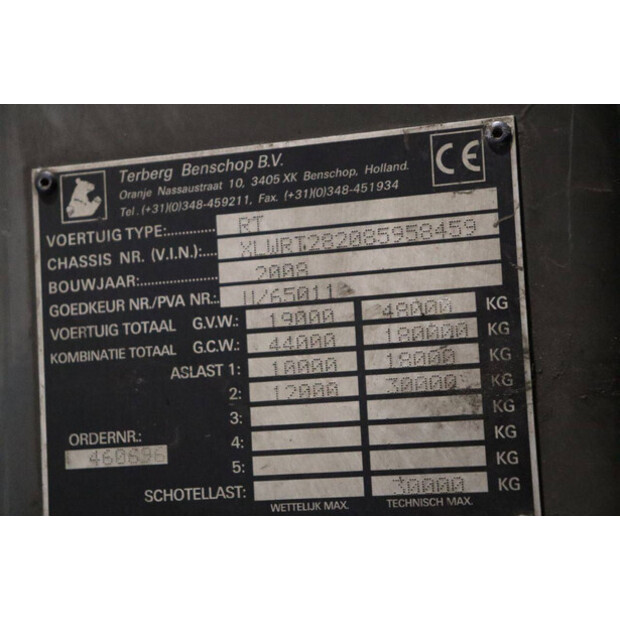 Terberg Benschop B.V.
Oranje Nassaustraat 10, 3405 XK Benschop, Holland.
Tel.(+31)(0)348-459211, Fax. (+31)(0)348-451934
CE
VOERTUIG TYPE: RT
CHASSIS NR. (V.I.N.): XLWRT282085958459
BOUWJAAR: 2008
GOEDKEUR NR/PVA NR.: U/65011
VOERTUIG TOTAAL G.V.W.: 19000 48000 KG
KOMBINATIE TOTAAL G.C.W.: 44000 180000 KG
ASLAST 1: 10000 18000 KG
2: 12000 30000 KG
3: KG
4: KG
5: KG
ORDERNR.:
460696
SCHOTELLAST: 30000 KG
WETTELIJK MAX. TECHNISCH MAX.